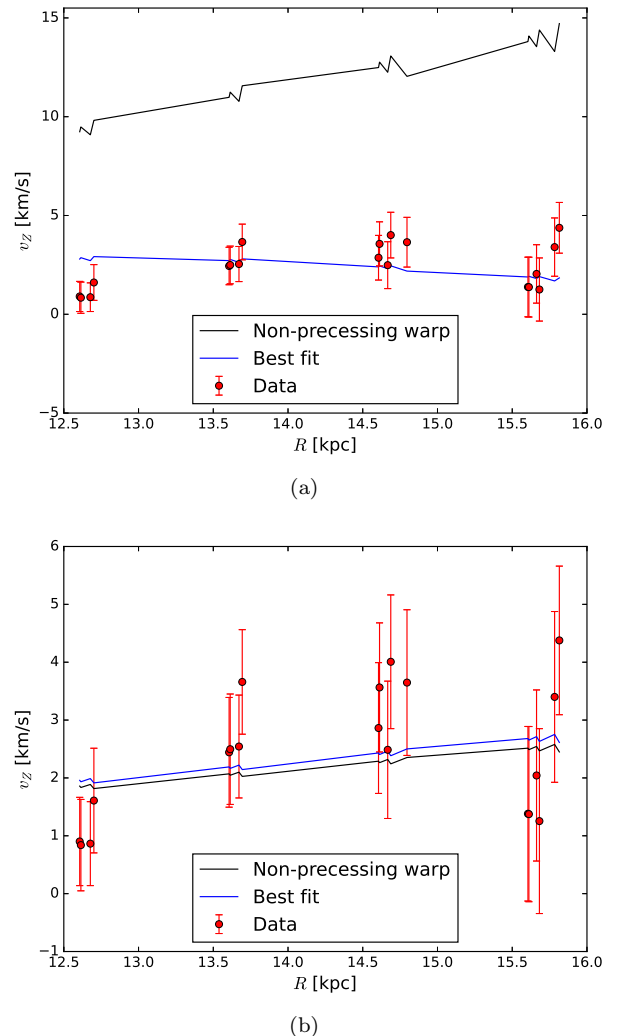 15
10
5
0
−5
v_Z [km/s]
Non-precessing warp
Best fit
Data
12.5 13.0 13.5 14.0 14.5 15.0 15.5 16.0
R [kpc]
(a)
6
5
4
3
2
1
0
−1
v_Z [km/s]
Non-precessing warp
Best fit
Data
12.5 13.0 13.5 14.0 14.5 15.0 15.5 16.0
R [kpc]
(b)